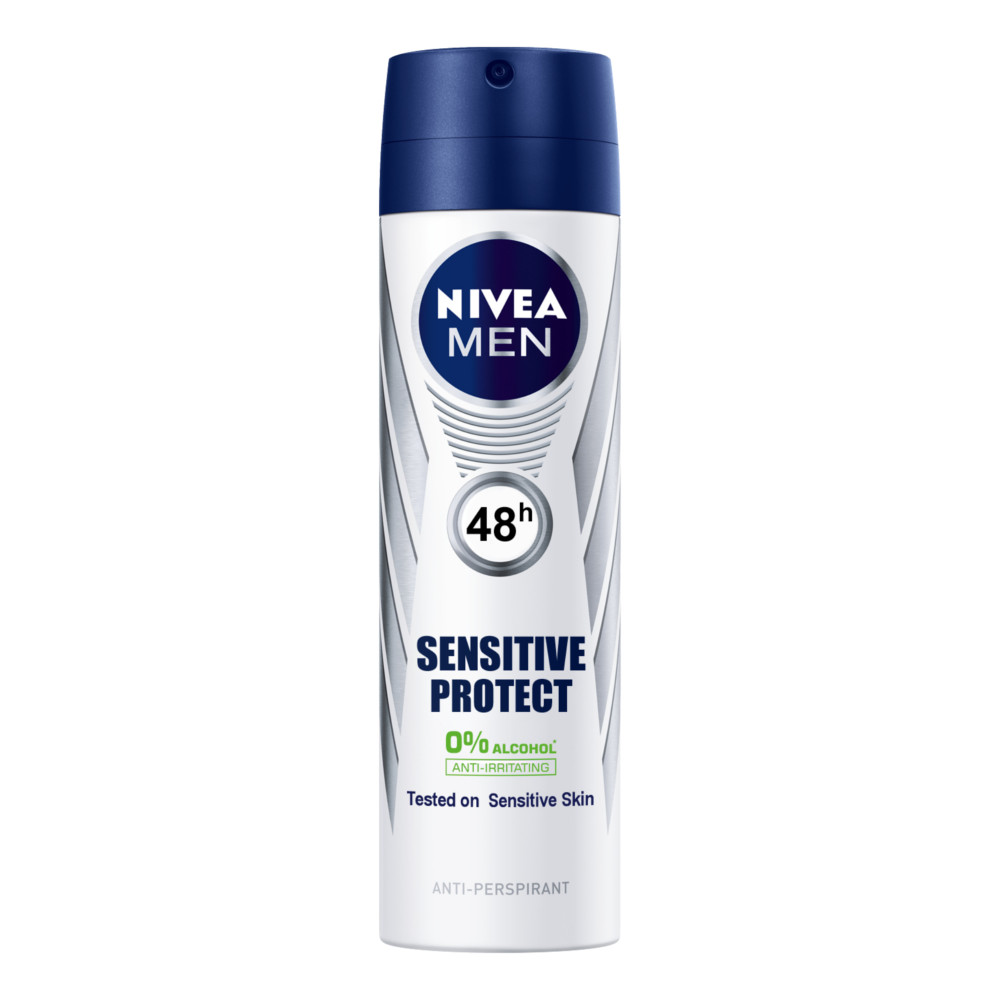 NIVEA
MEN
48h
SENSITIVE
PROTECT
0% ALCOHOL*
ANTI-IRRITATING
Tested on Sensitive Skin
ANTI-PERSPIRANT